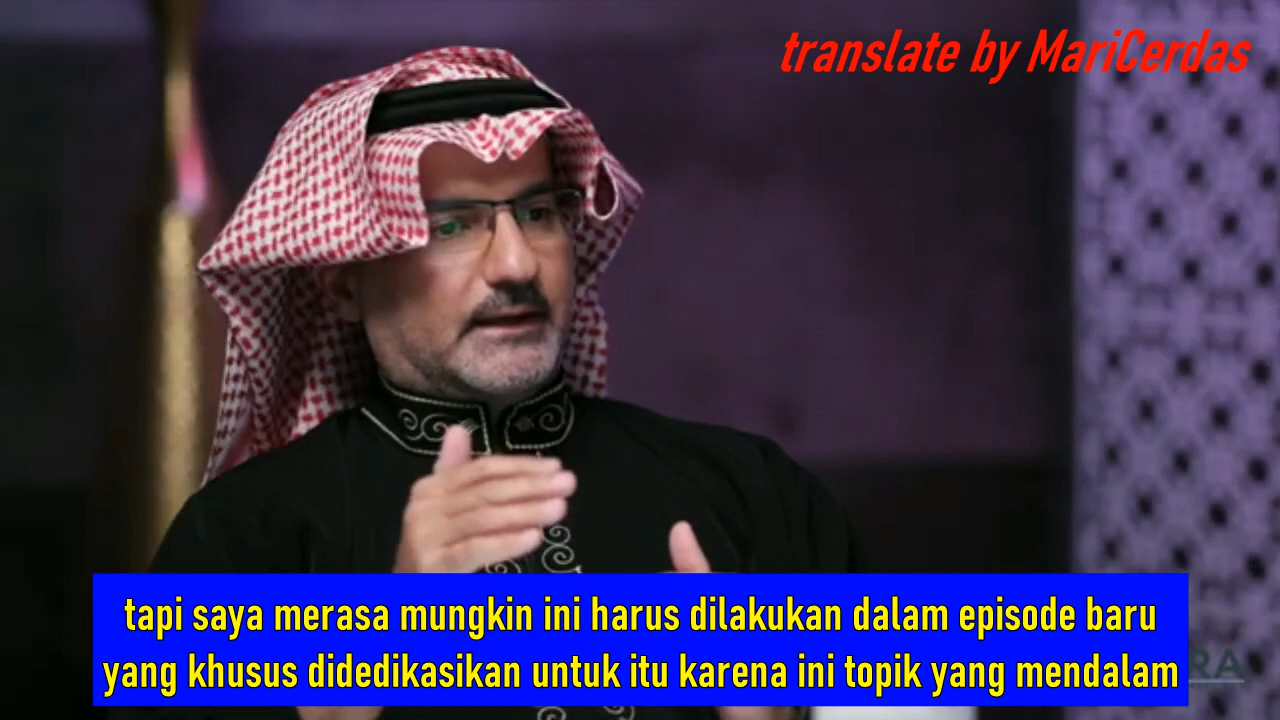 translate by MariCerdas
tapi saya merasa mungkin ini harus dilakukan dalam episode baru
yang khusus didedikasikan untuk itu karena ini topik yang mendalam